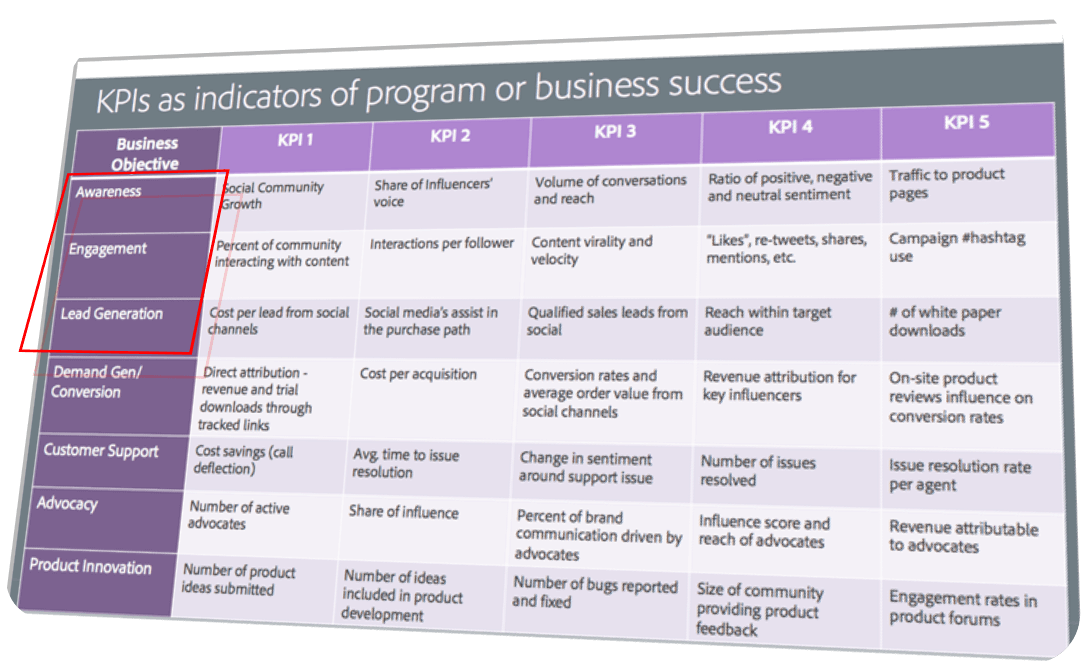 KPIs as indicators of program or business success
Business
Objective
KPI 1
KPI 2
KPI 3
KPI 4
KPI 5
Awareness
Social Community
Growth
Share of Influencers'
voice
Volume of conversations
and reach
Ratio of positive, negative
and neutral sentiment
Traffic to product
pages
Engagement
Percent of community
interacting with content
Interactions per follower
Content virality and
velocity
"Likes", re-tweets, shares,
mentions, etc.
Campaign #hashtag
use
Lead Generation
Cost per lead from social
channels
Social media's assist in
the purchase path
Qualified sales leads from
social
Reach within target
audience
# of white paper
downloads
Demand Gen/
Conversion
Direct attribution -
revenue and trial
downloads through
tracked links
Cost per acquisition
Conversion rates and
average order value from
social channels
Revenue attribution for
key influencers
On-site product
reviews influence on
conversion rates
Customer Support
Cost savings (call
deflection)
Avg. time to issue
resolution
Change in sentiment
around support issue
Number of issues
resolved
Issue resolution rate
per agent
Advocacy
Number of active
advocates
Share of influence
Percent of brand
communication driven by
advocates
Influence score and
reach of advocates
Revenue attributable
to advocates
Product Innovation
Number of product
ideas submitted
Number of ideas
included in product
development
Number of bugs reported
and fixed
Size of community
providing product
feedback
Engagement rates in
product forums